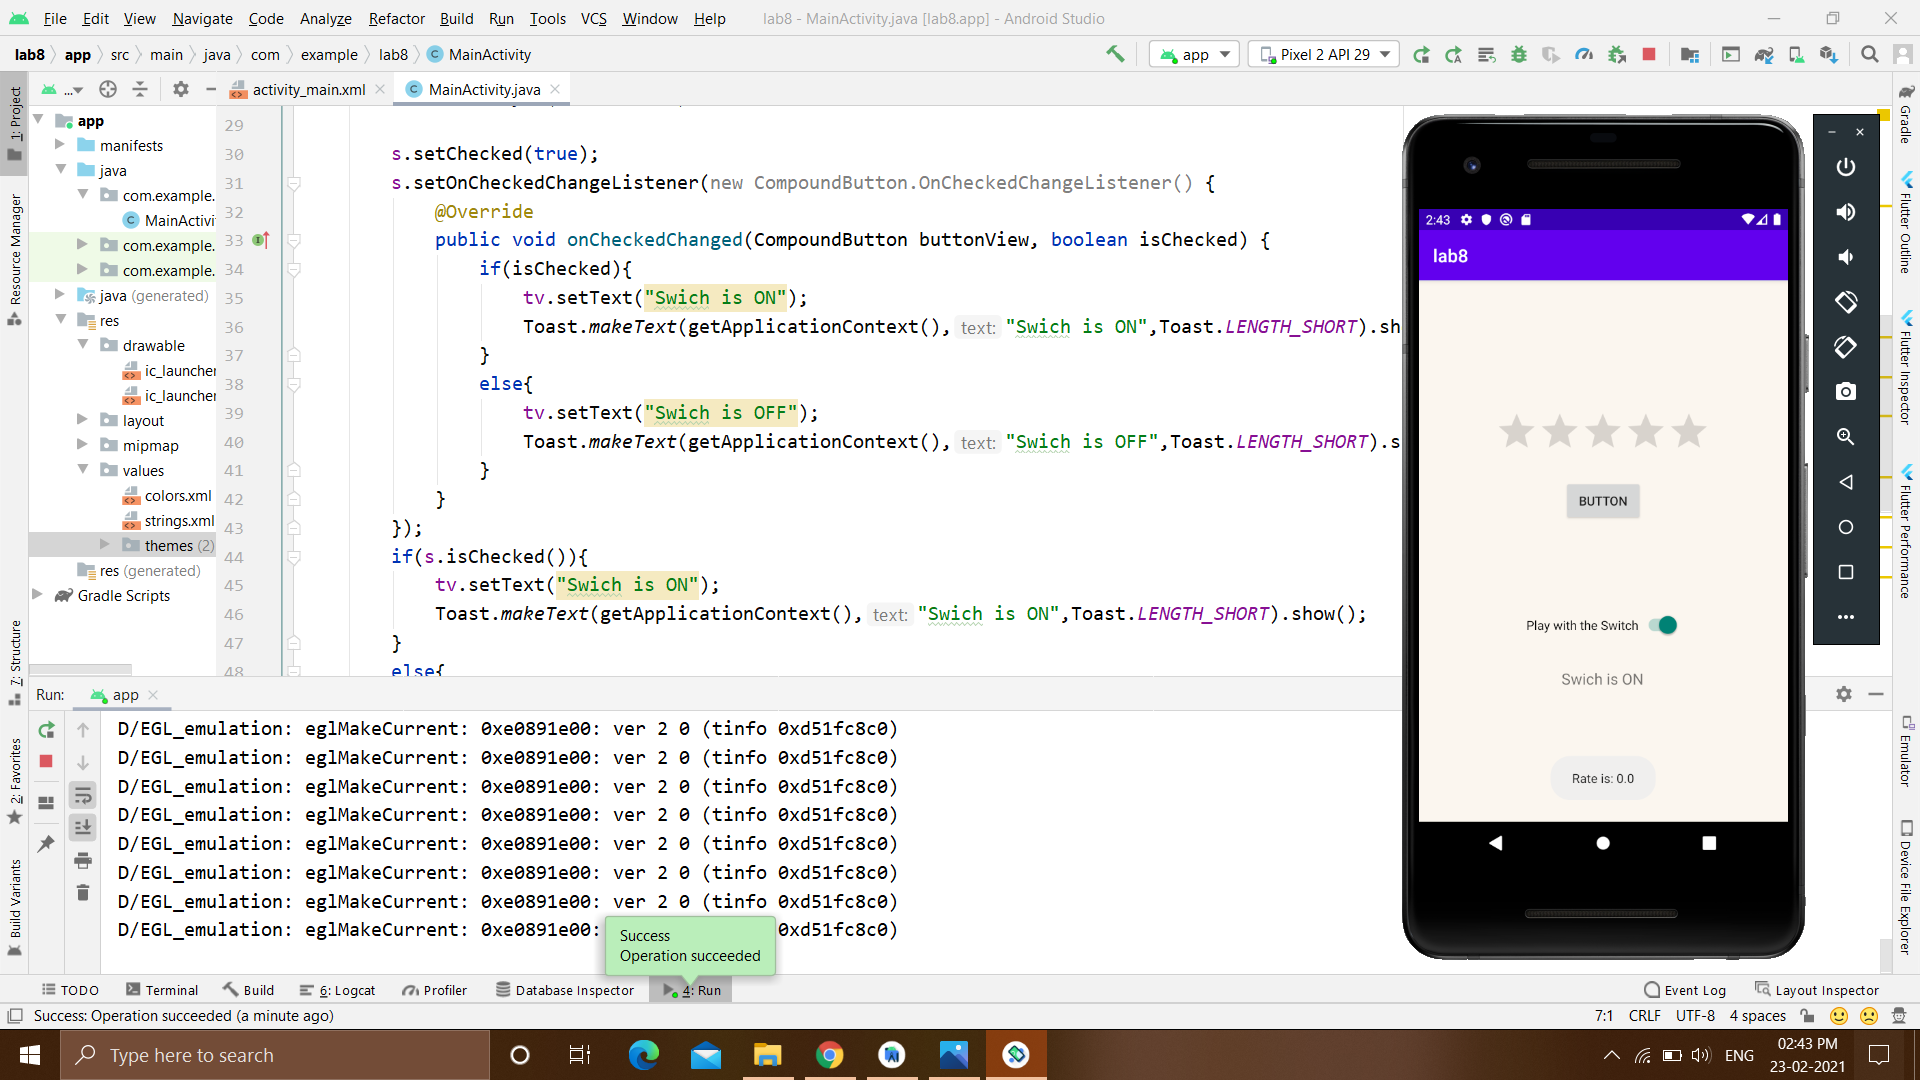 File Edit View Navigate Code Analyze Refactor Build Run Tools VCS Window Help lab8 - MainActivity.java [lab8.app] - Android Studio
lab8 app src main java com example lab8 MainActivity app Pixel 2 API 29
... activity_main.xml MainActivity.java
1: Project
Resource Manager
7: Structure
2: Favorites
Build Variants
app
manifests
java
com.example.
MainActivi
com.example.
com.example.
java (generated)
res
drawable
ic_launcher
ic_launcher
layout
mipmap
values
colors.xml
strings.xml
themes (2)
res (generated)
Gradle Scripts
29
30 s.setChecked(true);
31 s.setOnCheckedChangeListener(new CompoundButton.OnCheckedChangeListener() {
32 @Override
33 public void onCheckedChanged(CompoundButton buttonView, boolean isChecked) {
34 if(isChecked){
35 tv.setText("Swich is ON");
36 Toast.makeText(getApplicationContext(), text: "Swich is ON",Toast.LENGTH_SHORT).sh
37 }
38 else{
39 tv.setText("Swich is OFF");
40 Toast.makeText(getApplicationContext(), text: "Swich is OFF",Toast.LENGTH_SHORT).s
41 }
42 }
43 });
44 if(s.isChecked()){
45 tv.setText("Swich is ON");
46 Toast.makeText(getApplicationContext(), text: "Swich is ON",Toast.LENGTH_SHORT).show();
47 }
48 else{
2:43
lab8
BUTTON
Play with the Switch
Swich is ON
Rate is: 0.0
Gradle
Flutter Outline
Flutter Inspector
Flutter Performance
Emulator
Device File Explorer
Run: app
D/EGL_emulation: eglMakeCurrent: 0xe0891e00: ver 2 0 (tinfo 0xd51fc8c0)
D/EGL_emulation: eglMakeCurrent: 0xe0891e00: ver 2 0 (tinfo 0xd51fc8c0)
D/EGL_emulation: eglMakeCurrent: 0xe0891e00: ver 2 0 (tinfo 0xd51fc8c0)
D/EGL_emulation: eglMakeCurrent: 0xe0891e00: ver 2 0 (tinfo 0xd51fc8c0)
D/EGL_emulation: eglMakeCurrent: 0xe0891e00: ver 2 0 (tinfo 0xd51fc8c0)
D/EGL_emulation: eglMakeCurrent: 0xe0891e00: ver 2 0 (tinfo 0xd51fc8c0)
D/EGL_emulation: eglMakeCurrent: 0xe0891e00: ver 2 0 (tinfo 0xd51fc8c0)
D/EGL_emulation: eglMakeCurrent: 0xe0891e00: 0xd51fc8c0)
Success
Operation succeeded
TODO Terminal Build 6: Logcat Profiler Database Inspector 4: Run Event Log Layout Inspector
Success: Operation succeeded (a minute ago) 7:1 CRLF UTF-8 4 spaces
Type here to search ENG 02:43 PM
23-02-2021